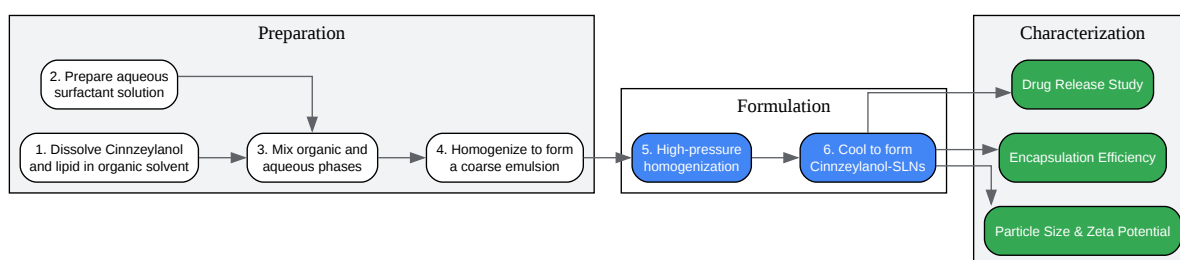 Preparation
2. Prepare aqueous
surfactant solution
1. Dissolve Cinnzeylanol
and lipid in organic solvent
3. Mix organic and
aqueous phases
4. Homogenize to form
a coarse emulsion
Formulation
5. High-pressure
homogenization
6. Cool to form
Cinnzeylanol-SLNs
Characterization
Drug Release Study
Encapsulation Efficiency
Particle Size & Zeta Potential